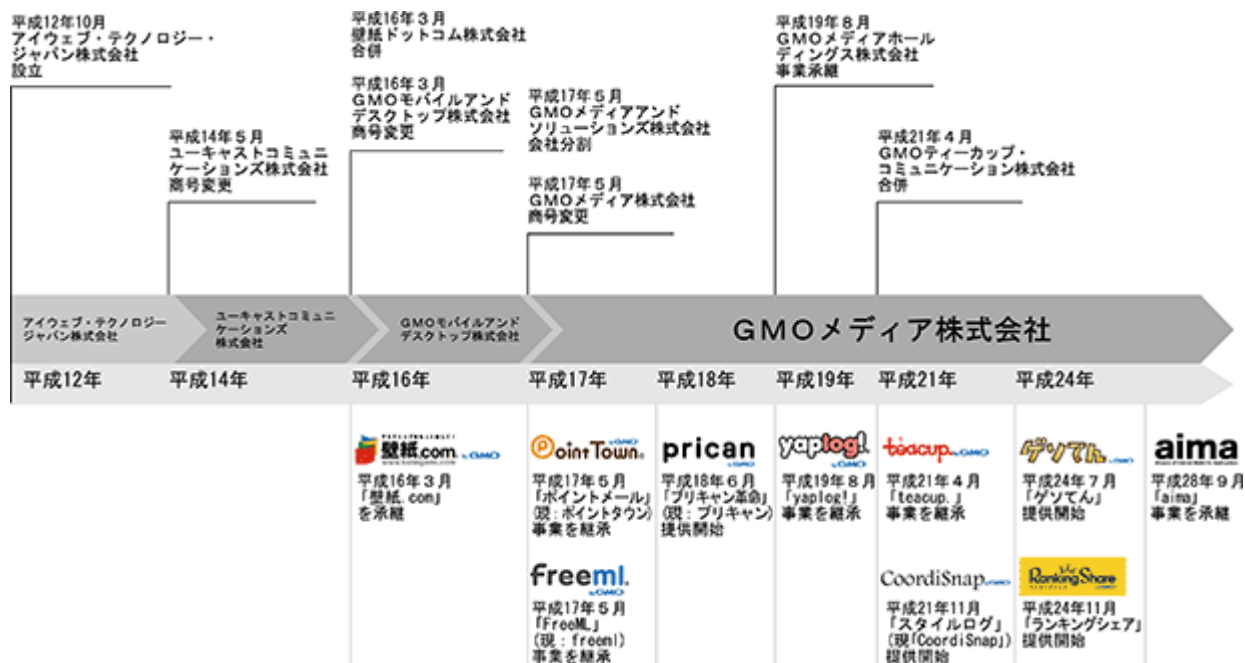 平成12年10月
アイウェブ・テクノロジー・
ジャパン株式会社
設立
平成14年5月
ユーキャストコミュニ
ケーションズ株式会社
商号変更
平成16年3月
壁紙ドットコム株式会社
合併
平成16年3月
GMOモバイルアンド
デスクトップ株式会社
商号変更
平成17年5月
GMOメディアアンド
ソリューションズ株式会社
会社分割
平成17年5月
GMOメディア株式会社
商号変更
平成19年8月
GMOメディアホール
ディングス株式会社
事業承継
平成21年4月
GMOティーカップ・
コミュニケーション株式会社
合併
アイウェブ・テクノロジー
ジャパン株式会社
ユーキャストコミュニ
ケーションズ
株式会社
GMOモバイルアンド
デスクトップ株式会社
GMOメディア株式会社
平成12年
平成14年
平成16年
平成17年
平成18年
平成19年
平成21年
平成24年
壁紙.com by GMO
平成16年3月
「壁紙.com」
を承継
PointTown by GMO
平成17年5月
「ポイントメール」
(現：ポイントタウン)
事業を継承
freeml by GMO
平成17年5月
「FreeML」
(現：freeml)
事業を継承
prican by GMO
平成18年6月
「プリキャン革命」
(現：プリキャン)
提供開始
yaplog! by GMO
平成19年8月
「yaplog!」
事業を継承
teacup. by GMO
平成21年4月
「teacup.」
事業を継承
CoordiSnap by GMO
平成21年11月
「スタイルログ」
(現「CoordiSnap」)
提供開始
ゲソてん by GMO
平成24年7月
「ゲソてん」
提供開始
RankingShare
平成24年11月
「ランキングシェア」
提供開始
aima
平成28年9月
「aima」
事業を承継